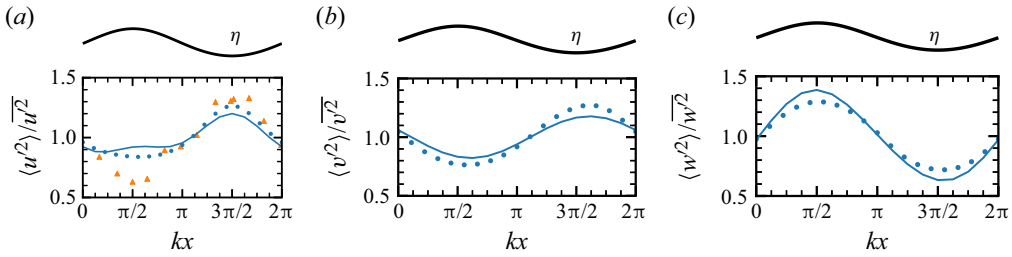 (a)
η
1.5
1.0
0.5
⟨u′²⟩/u′²
0 π/2 π 3π/2 2π
kx
(b)
η
1.5
1.0
0.5
⟨v′²⟩/v′²
0 π/2 π 3π/2 2π
kx
(c)
η
1.5
1.0
0.5
⟨w′²⟩/w′²
0 π/2 π 3π/2 2π
kx